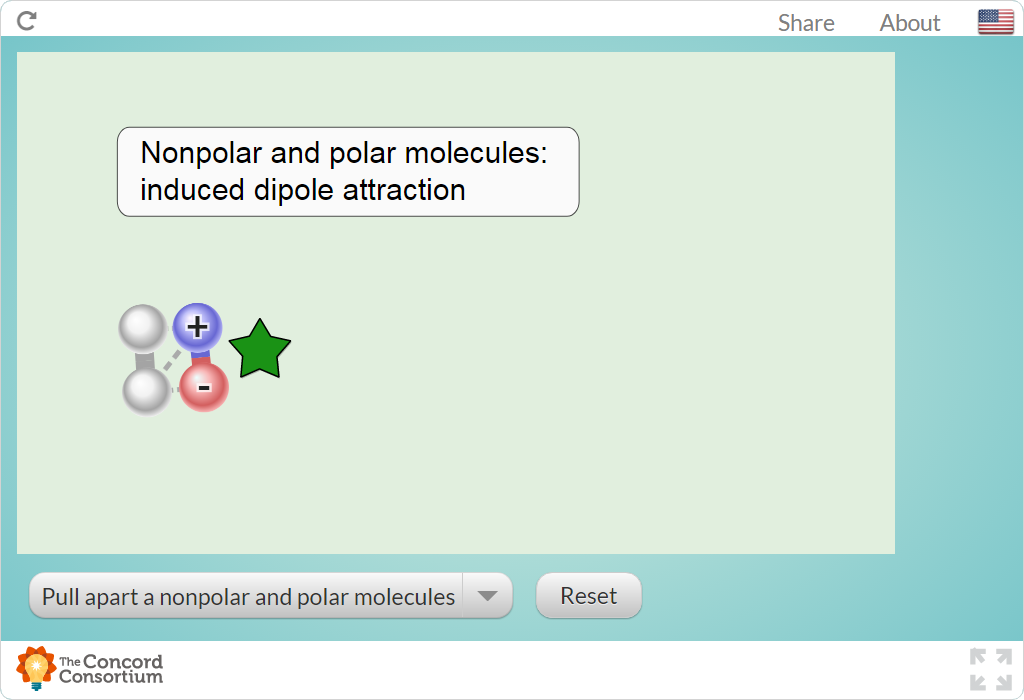 Share About
Nonpolar and polar molecules:
induced dipole attraction
+
-
Pull apart a nonpolar and polar molecules
Reset
The Concord
Consortium